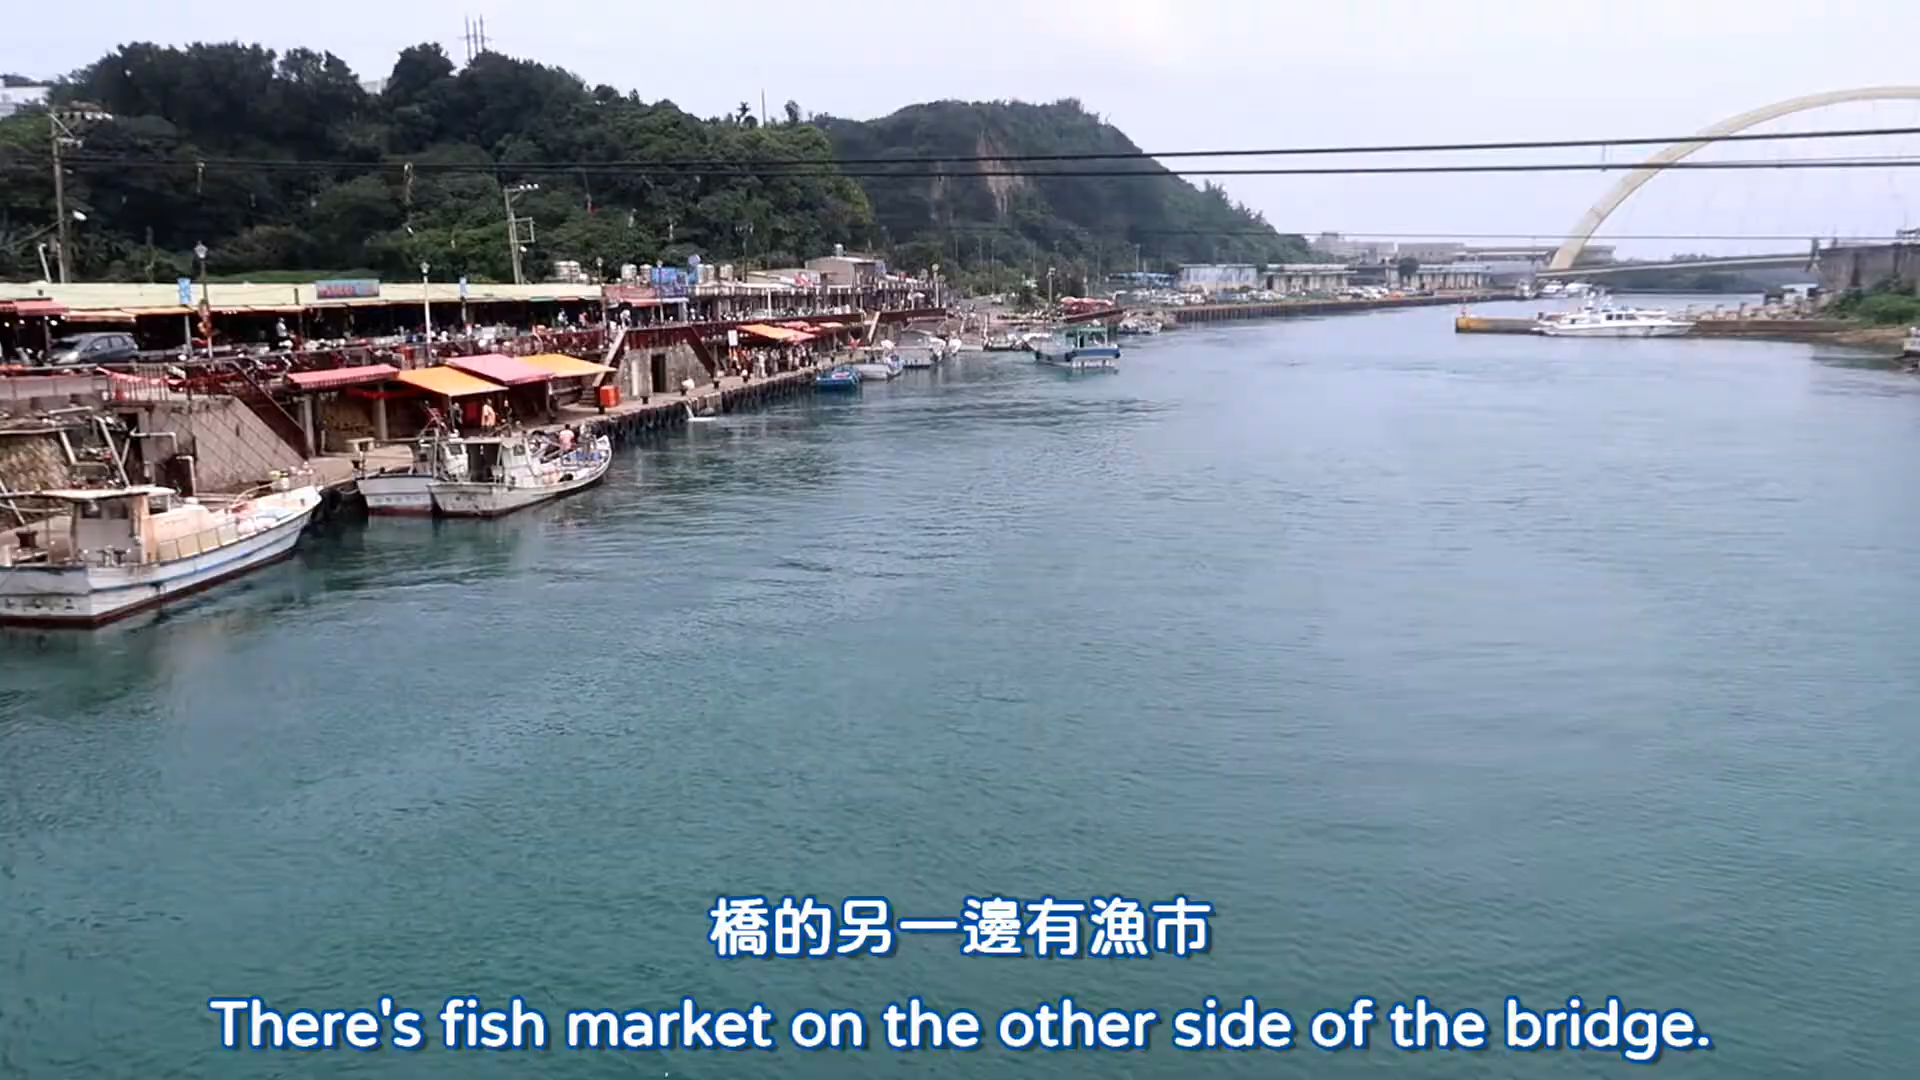 橋的另一邊有漁市
There's fish market on the other side of the bridge.